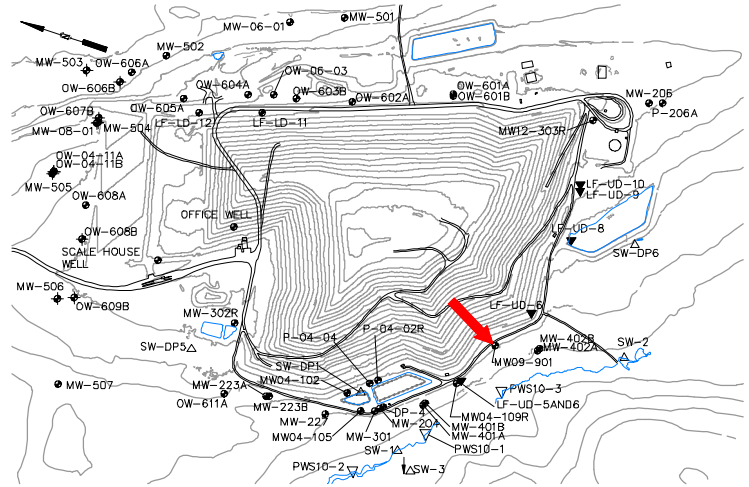 MW-501
MW-06-01
MW-502
MW-503
OW-606A
OW-606B
OW-604A
OW-06-03
OW-603B
OW-602A
OW-601A
OW-601B
MW-206
P-206A
OW-607B
OW-605A
MW-08-01
MW-504
LF-LD-12
LF-LD-11
MW12-303R
OW-04-11A
OW-04-11B
MW-505
LF-UD-10
LF-UD-9
OW-608A
OFFICE WELL
LF-UD-8
OW-608B
SW-DP6
SCALE HOUSE
WELL
MW-506
OW-609B
LF-UD-6
MW-302R
P-04-04
P-04-02R
MW-402B
MW-402A
SW-2
SW-DP5
SW-DP1
MW09-901
MW-507
MW-223A
MW04-102
PWS10-3
OW-611A
MW-223B
LF-UD-5AND6
DP-4
MW04-109R
MW-227
MW-204
MW-401B
MW04-105
MW-301
MW-401A
SW-1
PWS10-1
PWS10-2
SW-3